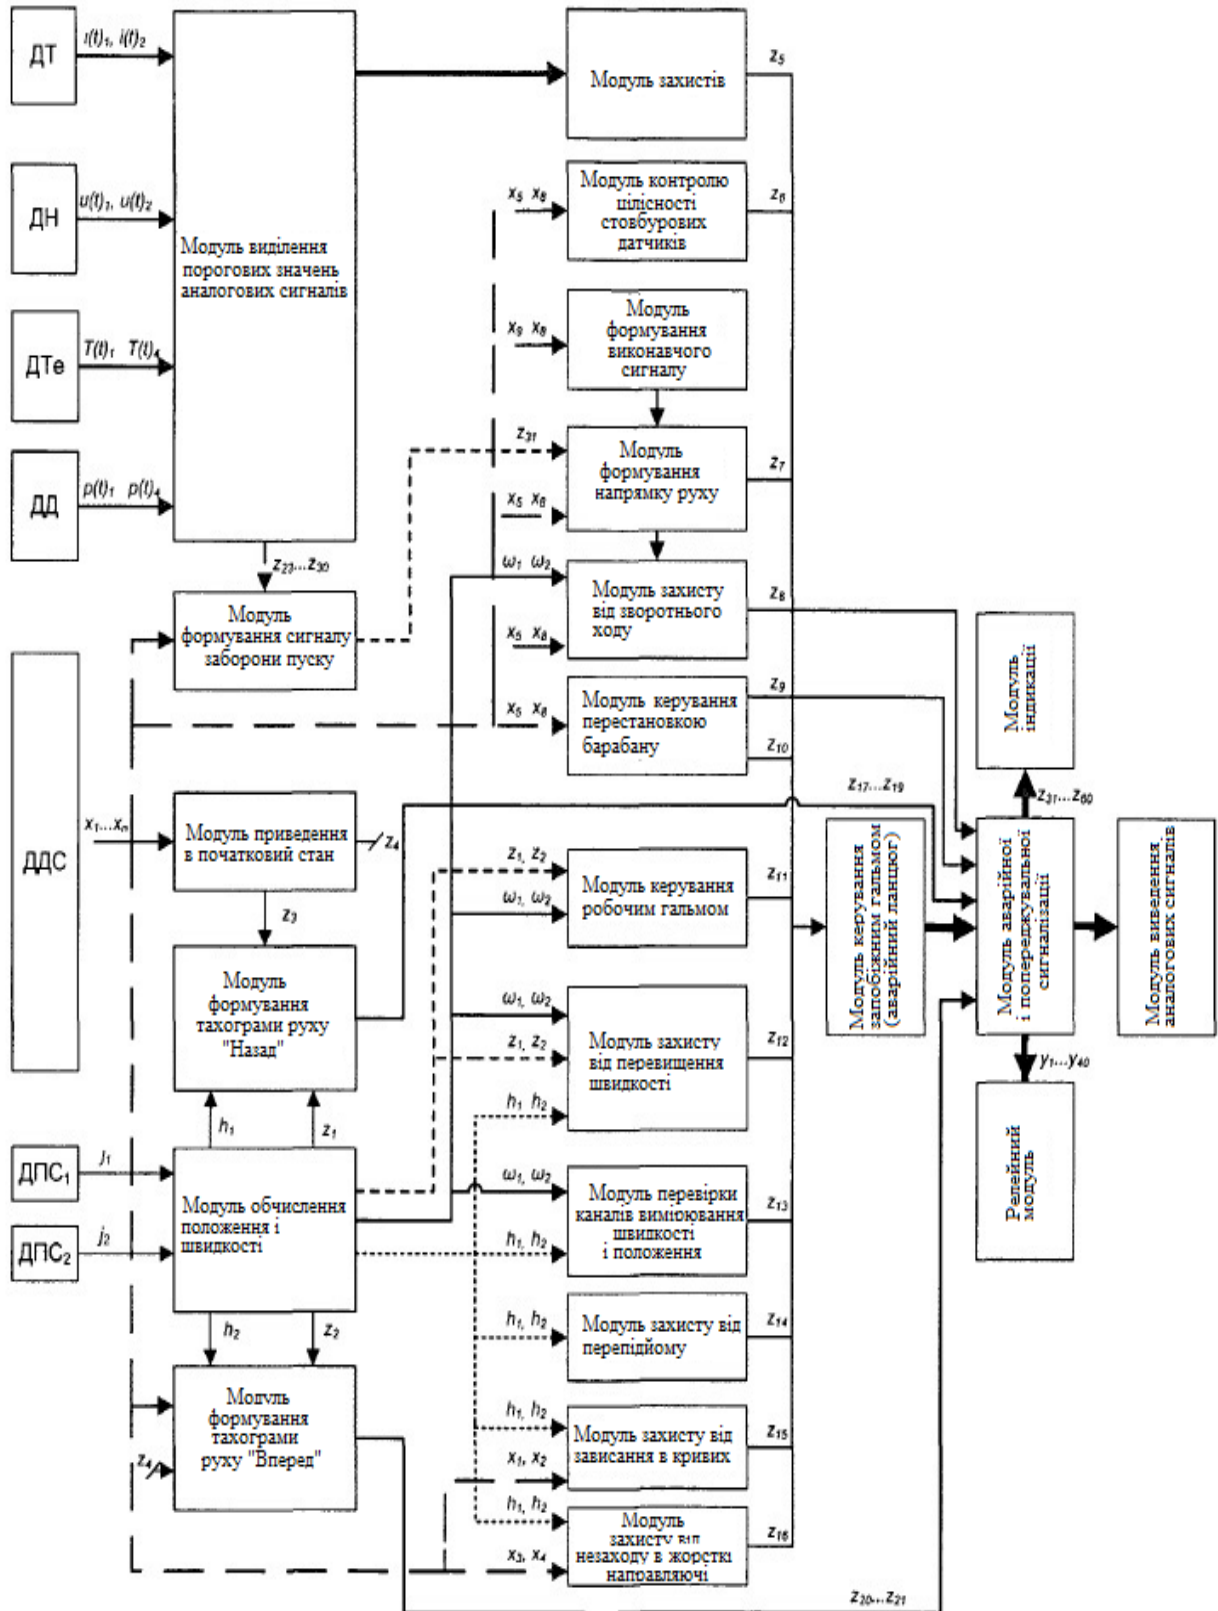 ДТ
i(t)₁, i(t)₂
ДН
u(t)₁, u(t)₂
ДТе
T(t)₁ T(t)₄
ДД
p(t)₁ p(t)₄
Модуль виділення
порогових значень
аналогових сигналів
z₂₃...z₃₀
Модуль
формування сигналу
заборони пуску
ДДС
x₁...xₙ
Модуль приведення
в початковий стан
z₄
z₃
Модуль
формування
тахограми руху
"Назад"
h₁
z₁
ДПС₁
j₁
ДПС₂
j₂
Модуль обчислення
положення і
швидкості
h₂
z₂
Модуль
формування
тахограми
руху "Вперед"
z₄
Модуль захистів
z₅
x₅ x₈
Модуль контролю
цілісності
стовбурових
датчиків
z₆
x₉ x₈
Модуль
формування
виконавчого
сигналу
z₃₁
x₅ x₆
Модуль
формування
напрямку руху
z₇
ω₁ ω₂
x₅ x₈
Модуль захисту
від зворотнього
ходу
z₈
x₅ x₆
Модуль керування
перестановкою
барабану
z₉
z₁₀
z₁₇...z₁₉
z₁, z₂
ω₁, ω₂
Модуль керування
робочим гальмом
z₁₁
ω₁, ω₂
z₁, z₂
h₁ h₂
Модуль захисту
від перевищення
швидкості
z₁₂
ω₁, ω₂
h₁, h₂
Модуль перевірки
каналів вимірювання
швидкості
і положення
z₁₃
h₁, h₂
Модуль захисту від
перепідйому
z₁₄
h₁, h₂
x₁, x₂
Модуль захисту від
зависання в кривих
z₁₅
h₁, h₂
x₃, x₄
Модуль
захисту від
незаходу в жорсткі
направляючі
z₁₆
z₂₀...z₂₁
Модуль керування
запобіжним гальмом
(аварійний ланцюг)
Модуль
індикації
z₃₁...z₆₀
Модуль аварійної
і попереджувальної
сигналізації
Модуль виведення
аналогових сигналів
y₁...y₄₀
Релейний
модуль